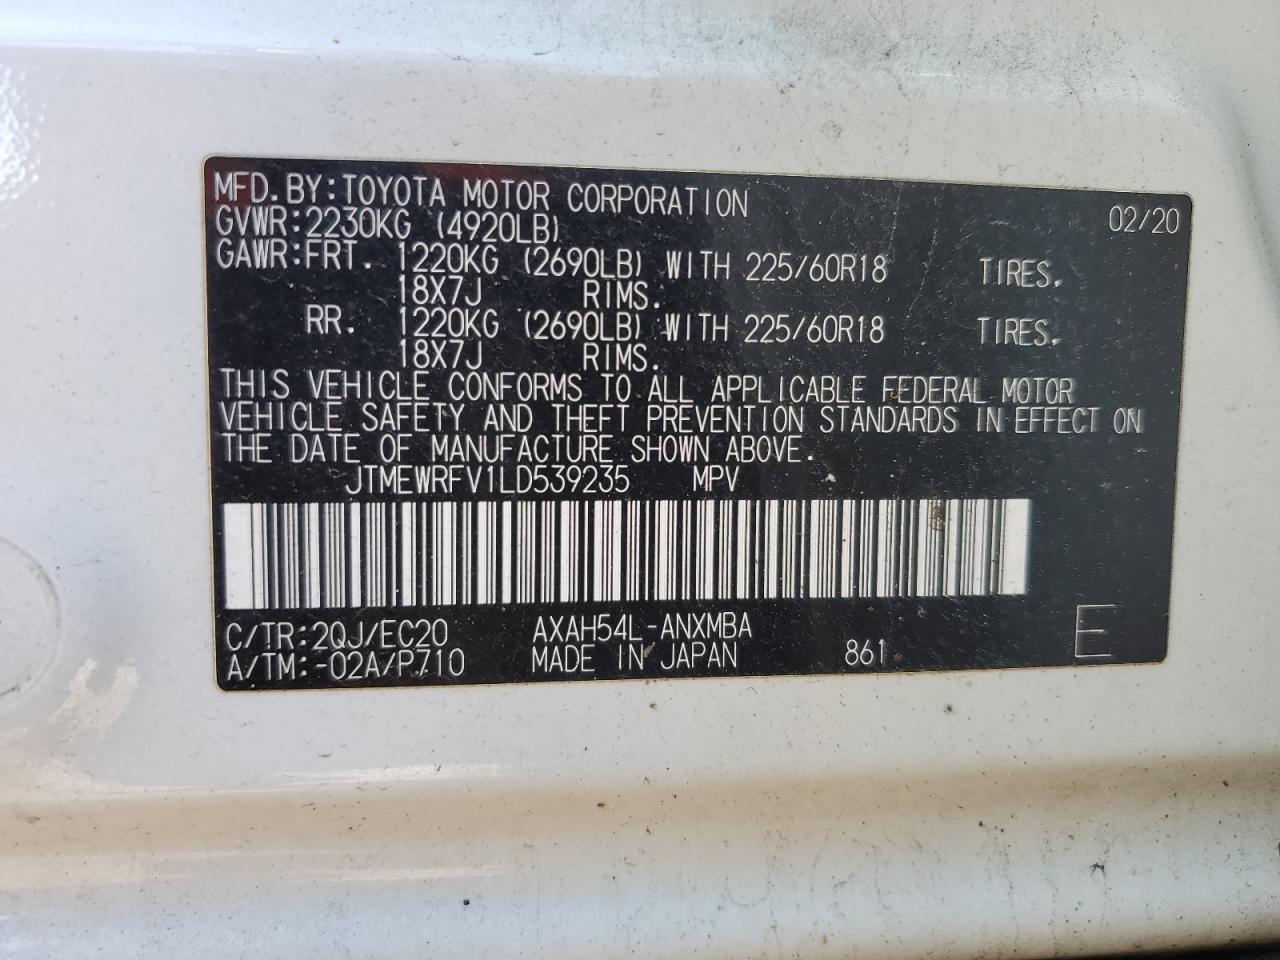 MFD.BY:TOYOTA MOTOR CORPORATION 02/20
GVWR:2230KG (4920LB)
GAWR:FRT. 1220KG (2690LB) WITH 225/60R18 TIRES.
18X7J RIMS.
RR. 1220KG (2690LB) WITH 225/60R18 TIRES.
18X7J RIMS.
THIS VEHICLE CONFORMS TO ALL APPLICABLE FEDERAL MOTOR
VEHICLE SAFETY AND THEFT PREVENTION STANDARDS IN EFFECT ON
THE DATE OF MANUFACTURE SHOWN ABOVE.
JTMEWRFV1LD539235 MPV
C/TR:2QJ/EC20 AXAH54L-ANXMBA
A/TM:-02A/P710 MADE IN JAPAN 861 E